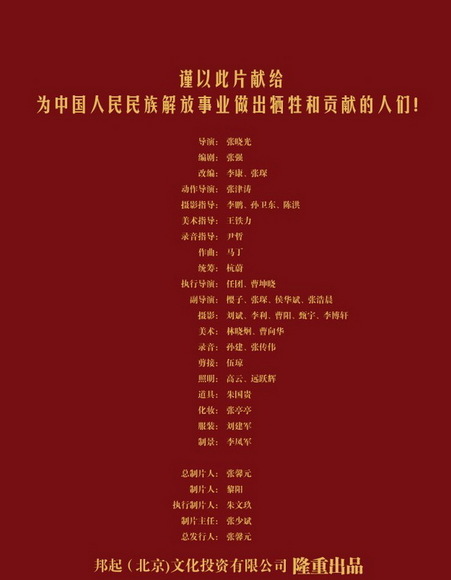 谨以此片献给
为中国人民民族解放事业做出牺牲和贡献的人们!
导演: 张晓光
编剧: 张强
改编: 李康、张琛
动作导演: 张津涛
摄影指导: 李鹏、孙卫东、陈洪
美术指导: 王铁力
录音指导: 尹哲
作曲: 马丁
统筹: 杭蔚
执行导演: 任团、曹坤晓
副导演: 樱子、张琛、侯华斌、张浩晨
摄影: 刘斌、李利、曹阳、甄宇、李博轩
美术: 林晓炯、曹向华
录音: 孙建、张传伟
剪接: 伍琼
照明: 高云、远跃辉
道具: 朱国贵
化妆: 张亭亭
服装: 刘建军
制景: 李凤军
总制片人: 张馨元
制片人: 黎阳
执行制片人: 朱文玖
制片主任: 张少斌
总发行人: 张馨元
邦起(北京)文化投资有限公司 隆重出品